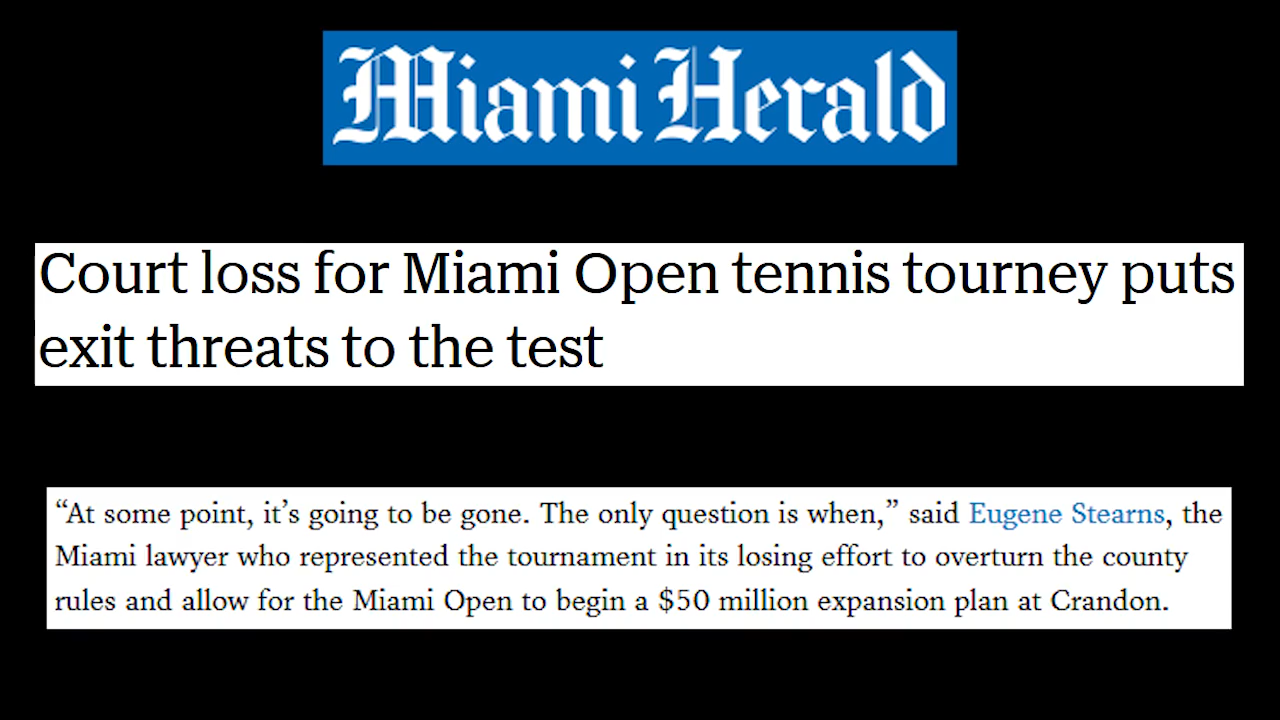 Miami Herald
Court loss for Miami Open tennis tourney puts
exit threats to the test
“At some point, it’s going to be gone. The only question is when,” said Eugene Stearns, the
Miami lawyer who represented the tournament in its losing effort to overturn the county
rules and allow for the Miami Open to begin a $50 million expansion plan at Crandon.